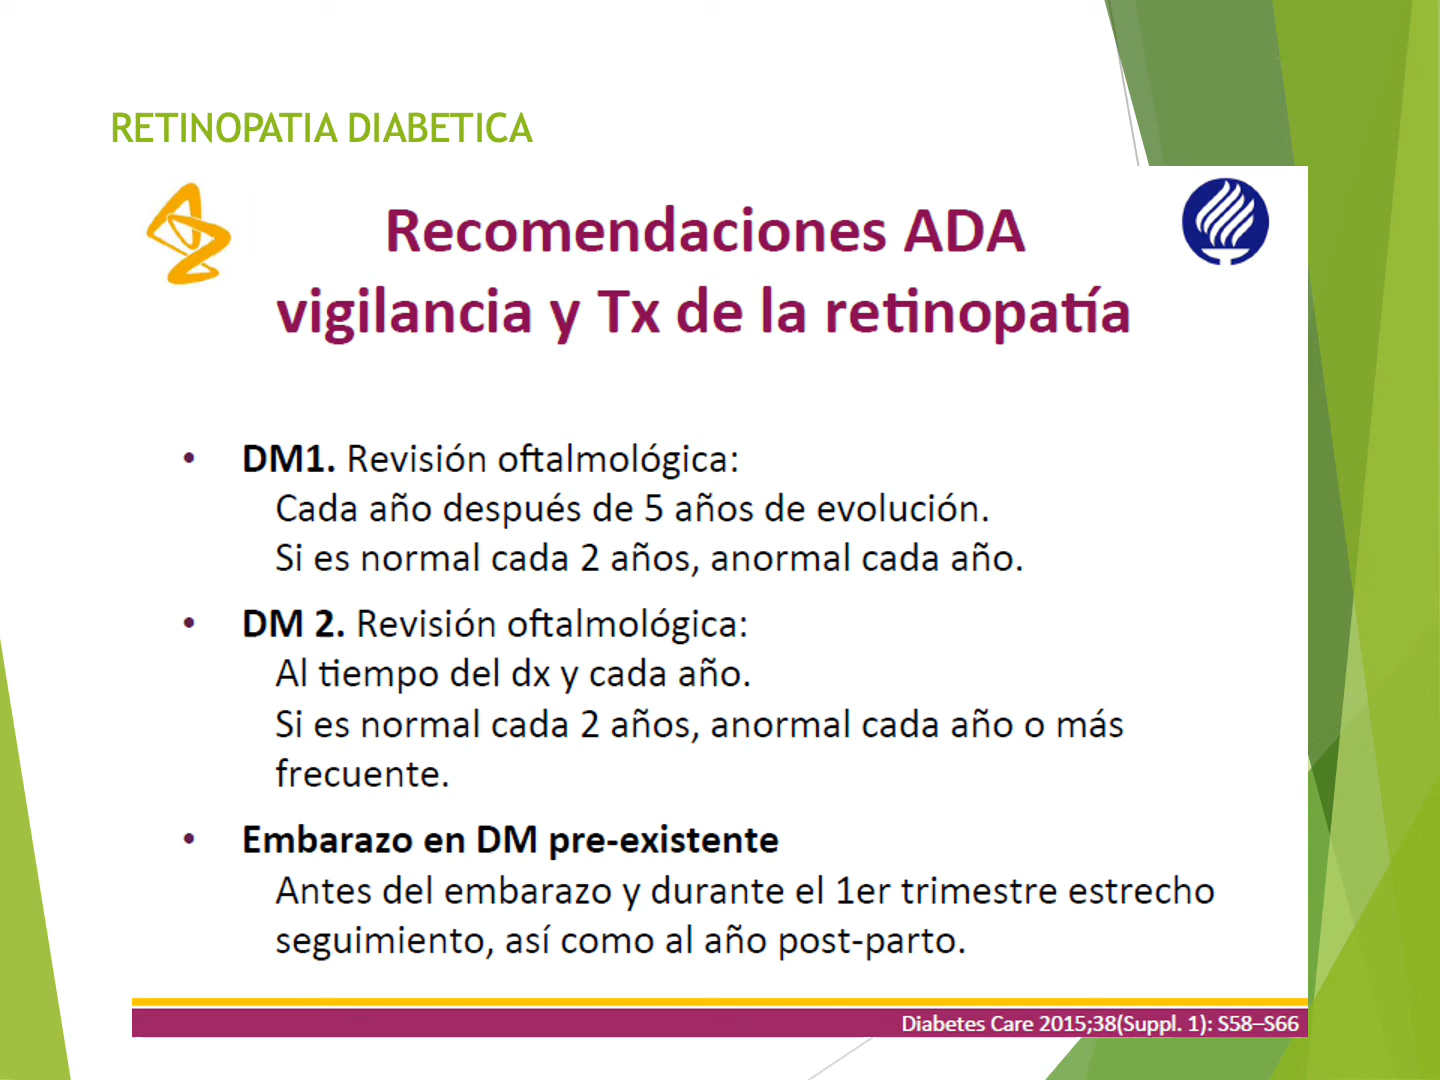 RETINOPATIA DIABETICA
Recomendaciones ADA
vigilancia y Tx de la retinopatía
• DM1. Revisión oftalmológica:
Cada año después de 5 años de evolución.
Si es normal cada 2 años, anormal cada año.
• DM 2. Revisión oftalmológica:
Al tiempo del dx y cada año.
Si es normal cada 2 años, anormal cada año o más
frecuente.
• Embarazo en DM pre-existente
Antes del embarazo y durante el 1er trimestre estrecho
seguimiento, así como al año post-parto.
Diabetes Care 2015;38(Suppl. 1): S58–S66